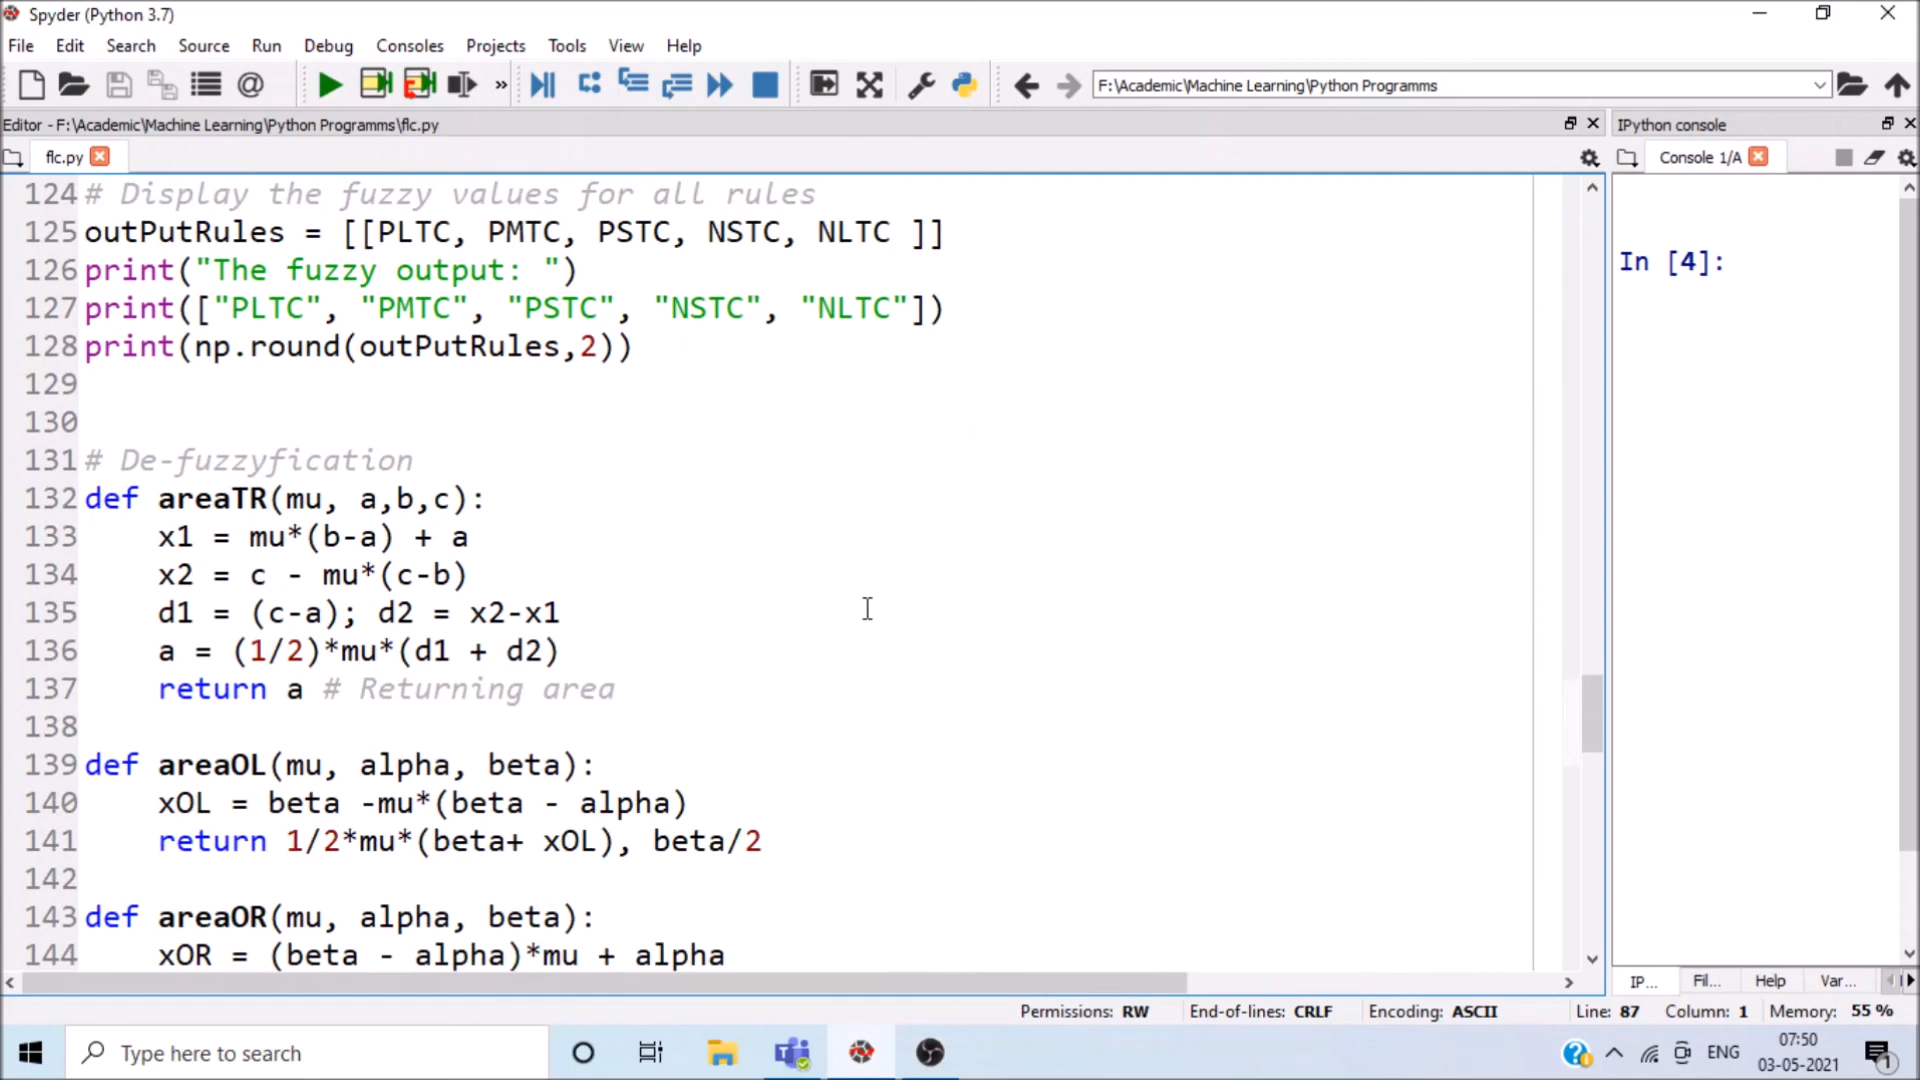 Spyder (Python 3.7)
File Edit Search Source Run Debug Consoles Projects Tools View Help
F:\Academic\Machine Learning\Python Programms
Editor - F:\Academic\Machine Learning\Python Programms\flc.py
IPython console
flc.py
Console 1/A
124 # Display the fuzzy values for all rules
125 outPutRules = [[PLTC, PMTC, PSTC, NSTC, NLTC ]]
126 print("The fuzzy output: ")
127 print(["PLTC", "PMTC", "PSTC", "NSTC", "NLTC"])
128 print(np.round(outPutRules,2))
129
130
131 # De-fuzzyfication
132 def areaTR(mu, a,b,c):
133     x1 = mu*(b-a) + a
134     x2 = c - mu*(c-b)
135     d1 = (c-a); d2 = x2-x1
136     a = (1/2)*mu*(d1 + d2)
137     return a # Returning area
138
139 def areaOL(mu, alpha, beta):
140     xOL = beta -mu*(beta - alpha)
141     return 1/2*mu*(beta+ xOL), beta/2
142
143 def areaOR(mu, alpha, beta):
144     xOR = (beta - alpha)*mu + alpha
In [4]:
IP... Fil... Help Var...
Permissions: RW End-of-lines: CRLF Encoding: ASCII Line: 87 Column: 1 Memory: 55 %
Type here to search
ENG
07:50
03-05-2021
1